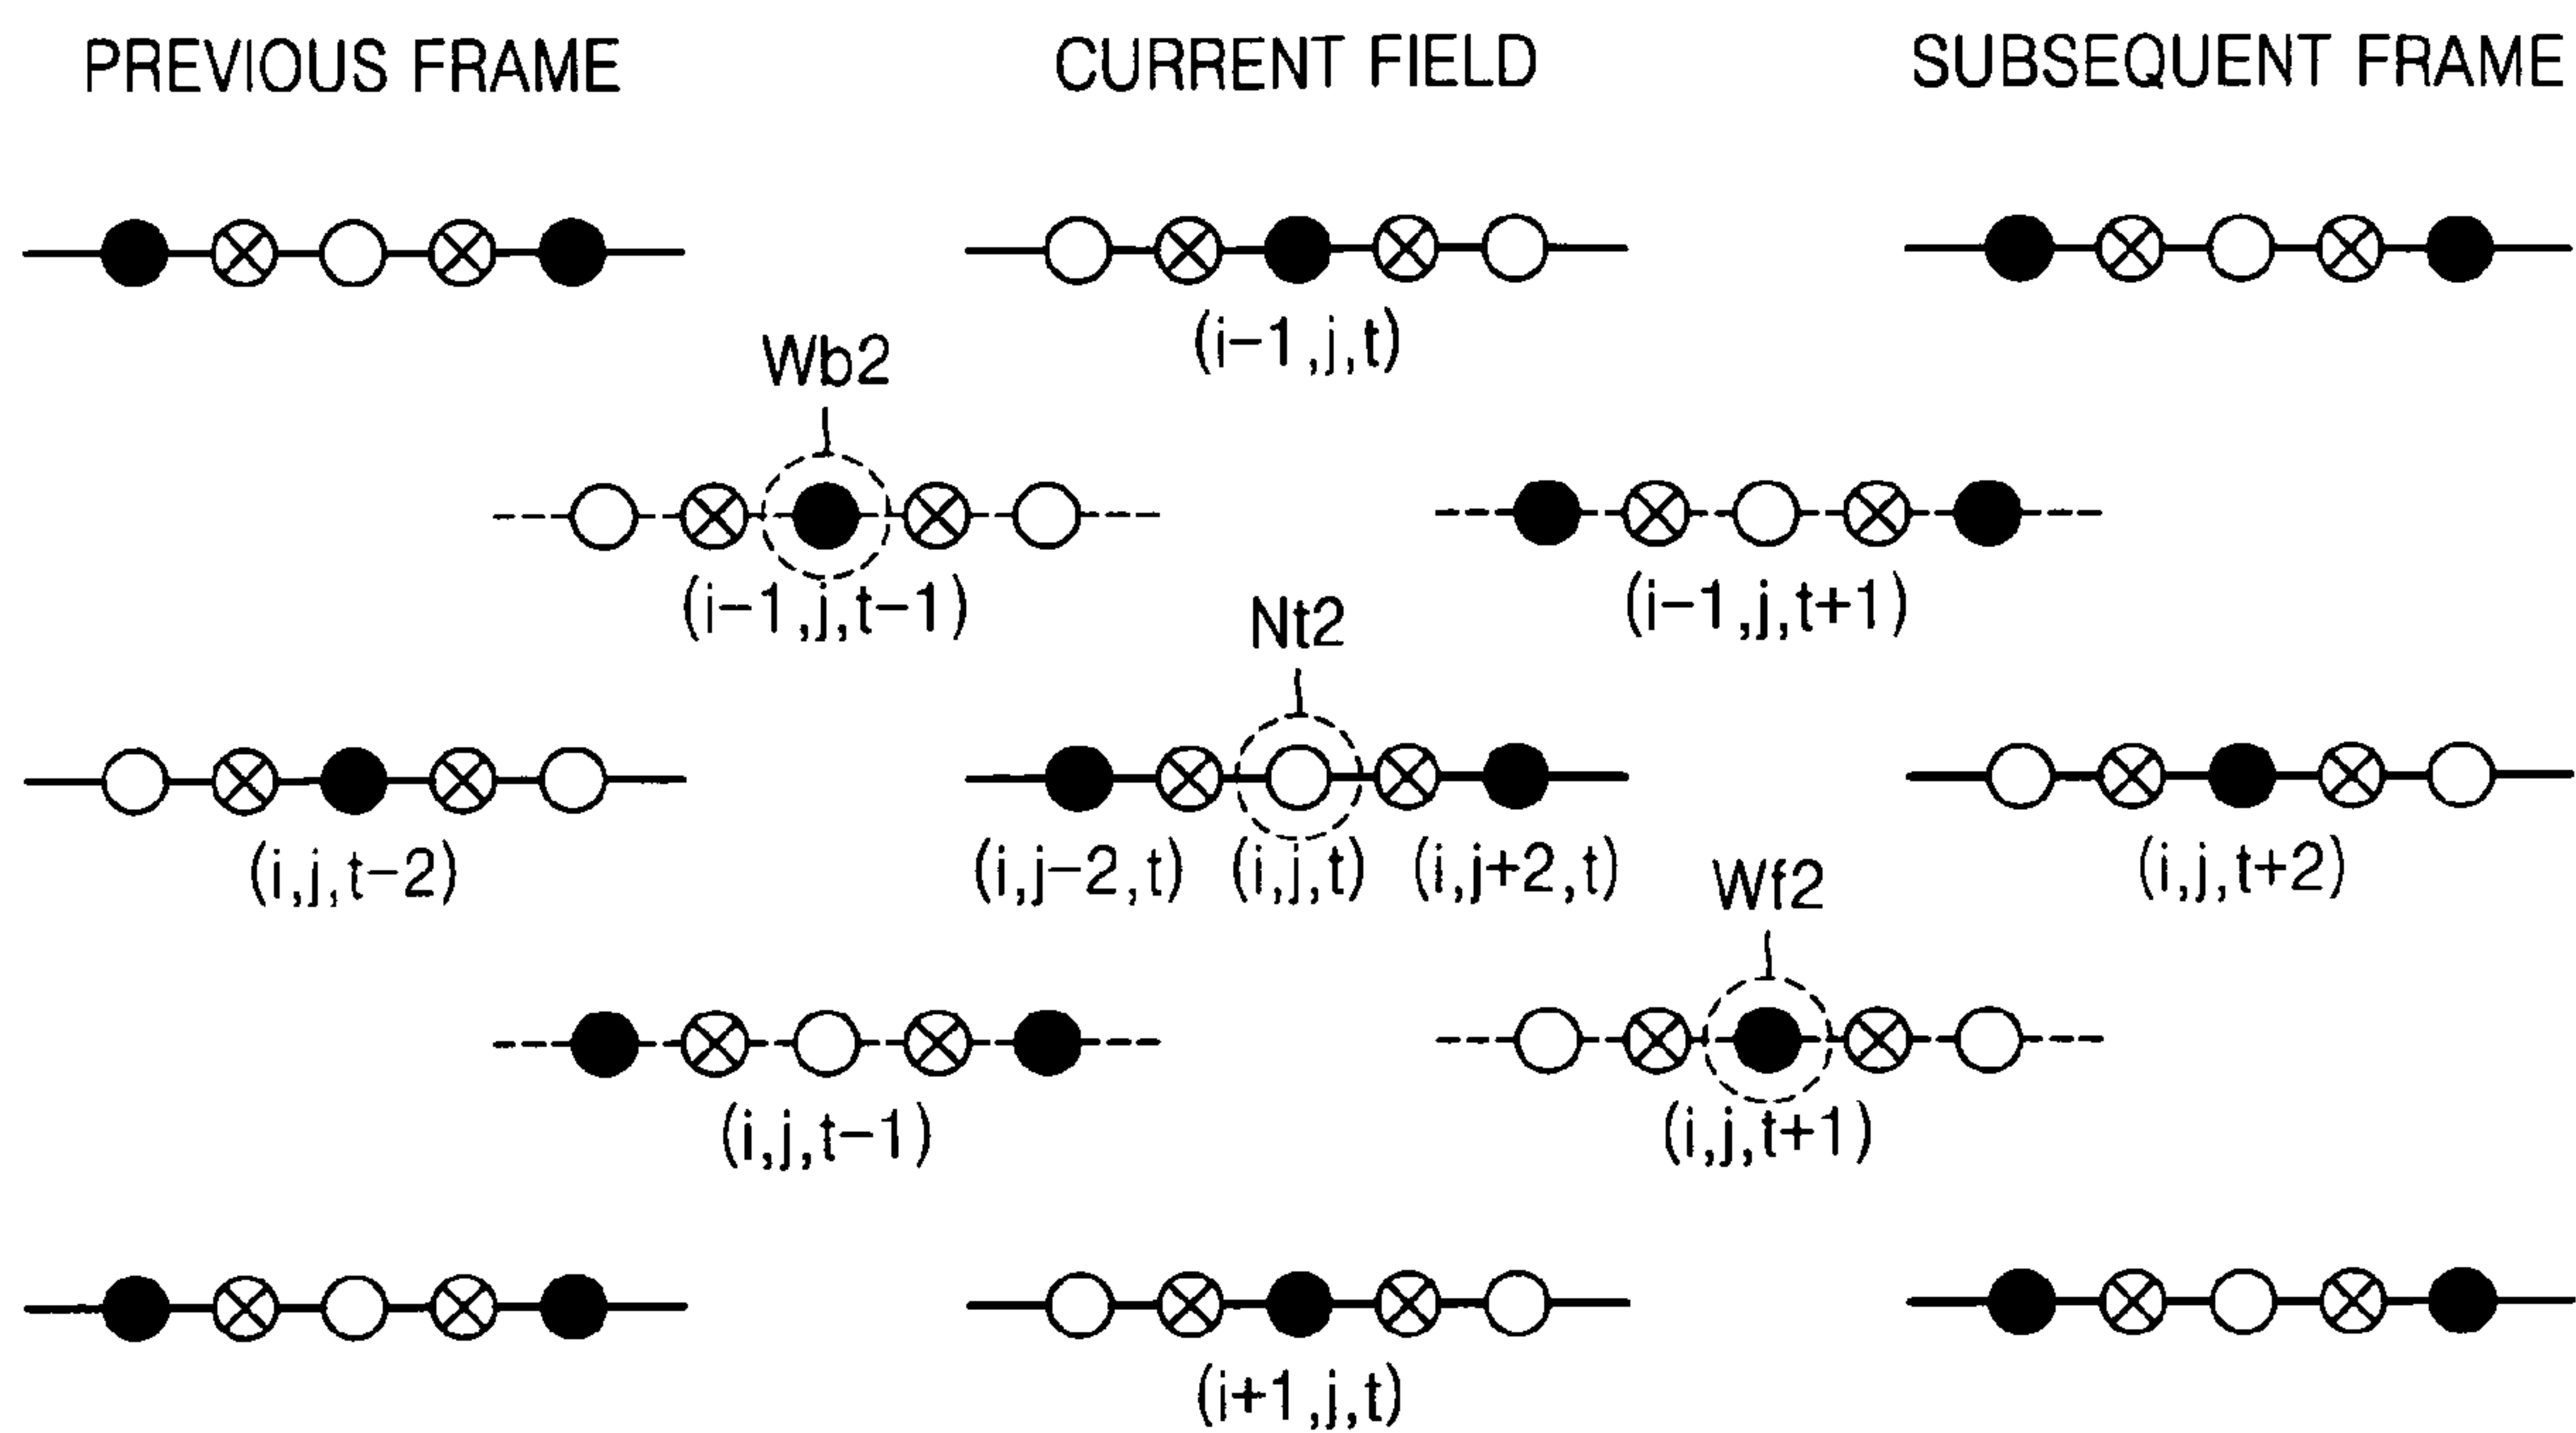 PREVIOUS FRAME CURRENT FIELD SUBSEQUENT FRAME
(i-1,j,t)
Wb2
(i-1,j,t-1) (i-1,j,t+1)
Nt2
(i,j,t-2) (i,j-2,t) (i,j,t) (i,j+2,t) (i,j,t+2)
Wf2
(i,j,t-1) (i,j,t+1)
(i+1,j,t)